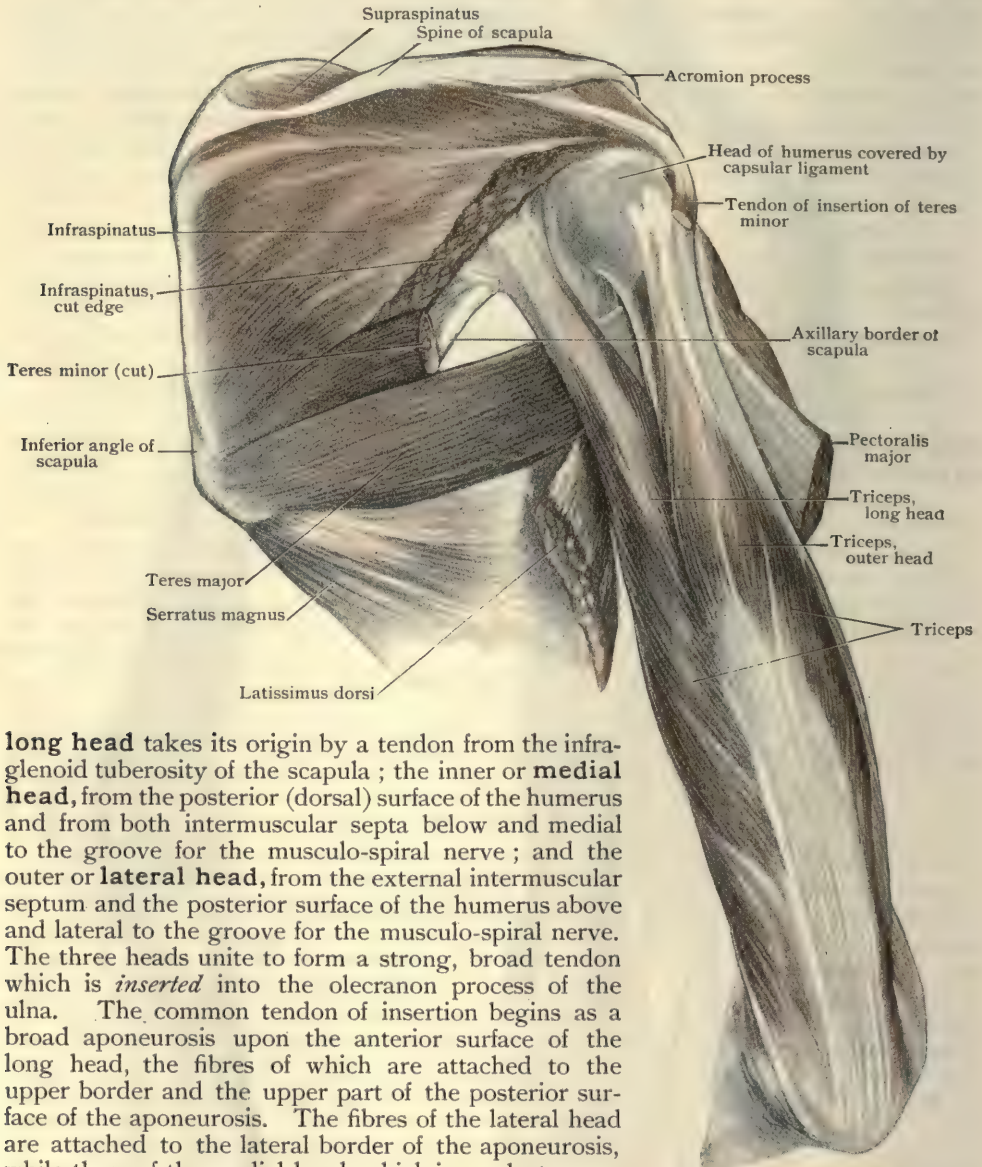 Supraspinatus
Spine of scapula
Acromion process
Head of humerus covered by
capsular ligament
Tendon of insertion of teres
minor
Infraspinatus
Infraspinatus,
cut edge
Axillary border of
scapula
Teres minor (cut)
Inferior angle of
scapula
Pectoralis
major
Triceps,
long head
Triceps,
outer head
Teres major
Serratus magnus
Triceps
Latissimus dorsi
long head takes its origin by a tendon from the infra-
glenoid tuberosity of the scapula ; the inner or medial
head, from the posterior (dorsal) surface of the humerus
and from both intermuscular septa below and medial
to the groove for the musculo-spiral nerve ; and the
outer or lateral head, from the external intermuscular
septum and the posterior surface of the humerus above
and lateral to the groove for the musculo-spiral nerve.
The three heads unite to form a strong, broad tendon
which is inserted into the olecranon process of the
ulna. The common tendon of insertion begins as a
broad aponeurosis upon the anterior surface of the
long head, the fibres of which are attached to the
upper border and the upper part of the posterior sur-
face of the aponeurosis. The fibres of the lateral head
are attached to the lateral border of the aponeurosis,